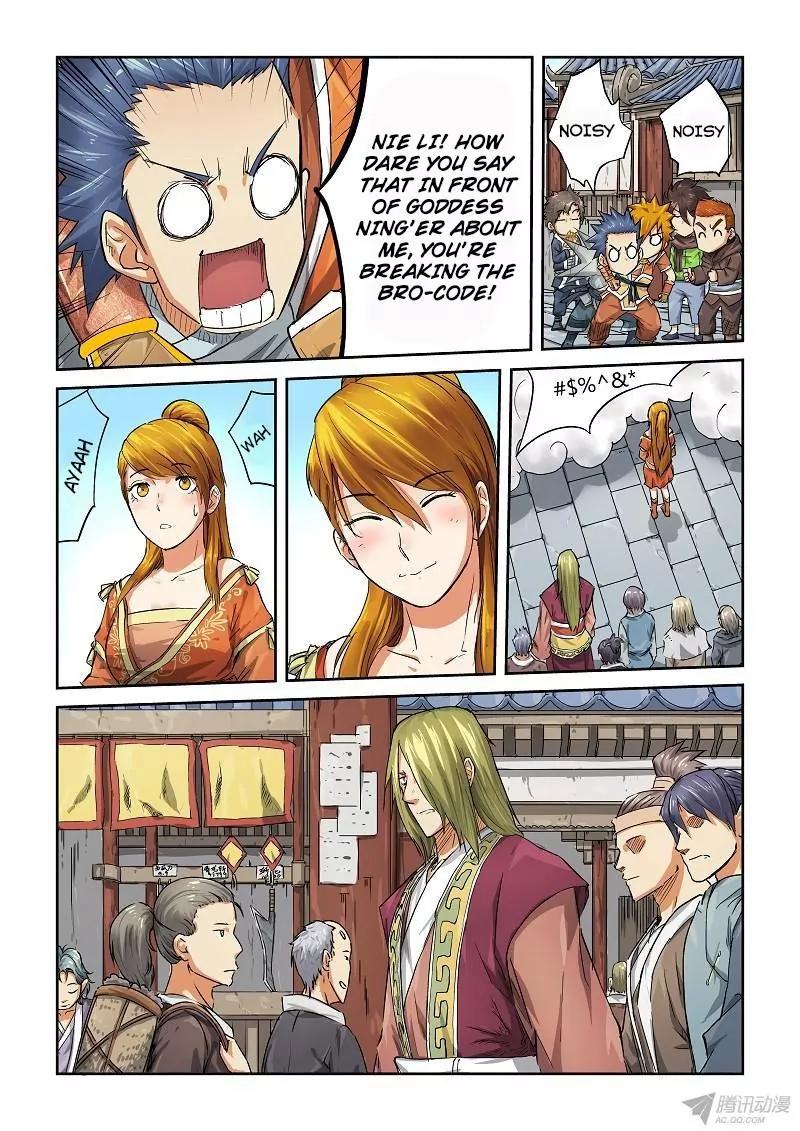 NIE LI! HOW
DARE YOU SAY
THAT IN FRONT
OF GODDESS
NING'ER ABOUT
ME, YOU'RE
BREAKING THE
BRO-CODE!
NOISY
NOISY
AYAAH
WAH
#$%^&*
腾讯动漫
AC.QQ.COM